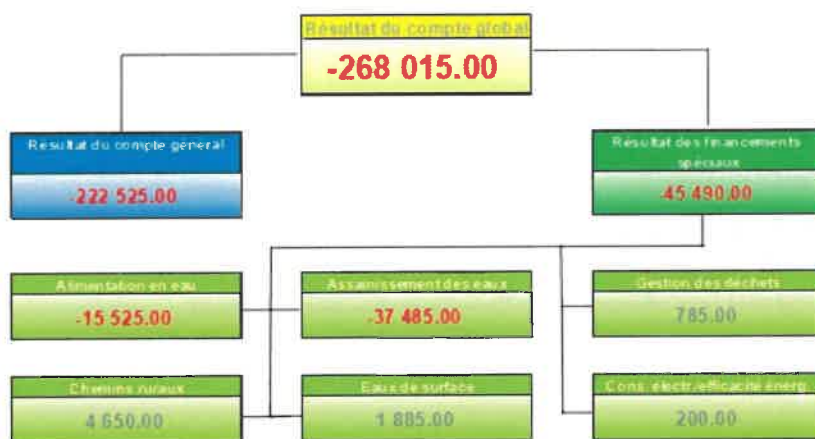 Résultat du compte global
-268 015.00
Résultat du compte général
-222 525.00
Résultat des financements
spéciaux
-45 490.00
Alimentation en eau
-15 525.00
Assainissement des eaux
-37 485.00
Gestion des déchets
785.00
Chemins ruraux
4 850.00
Eaux de surface
1 885.00
Cons. électr./efficacité énerg
200.00